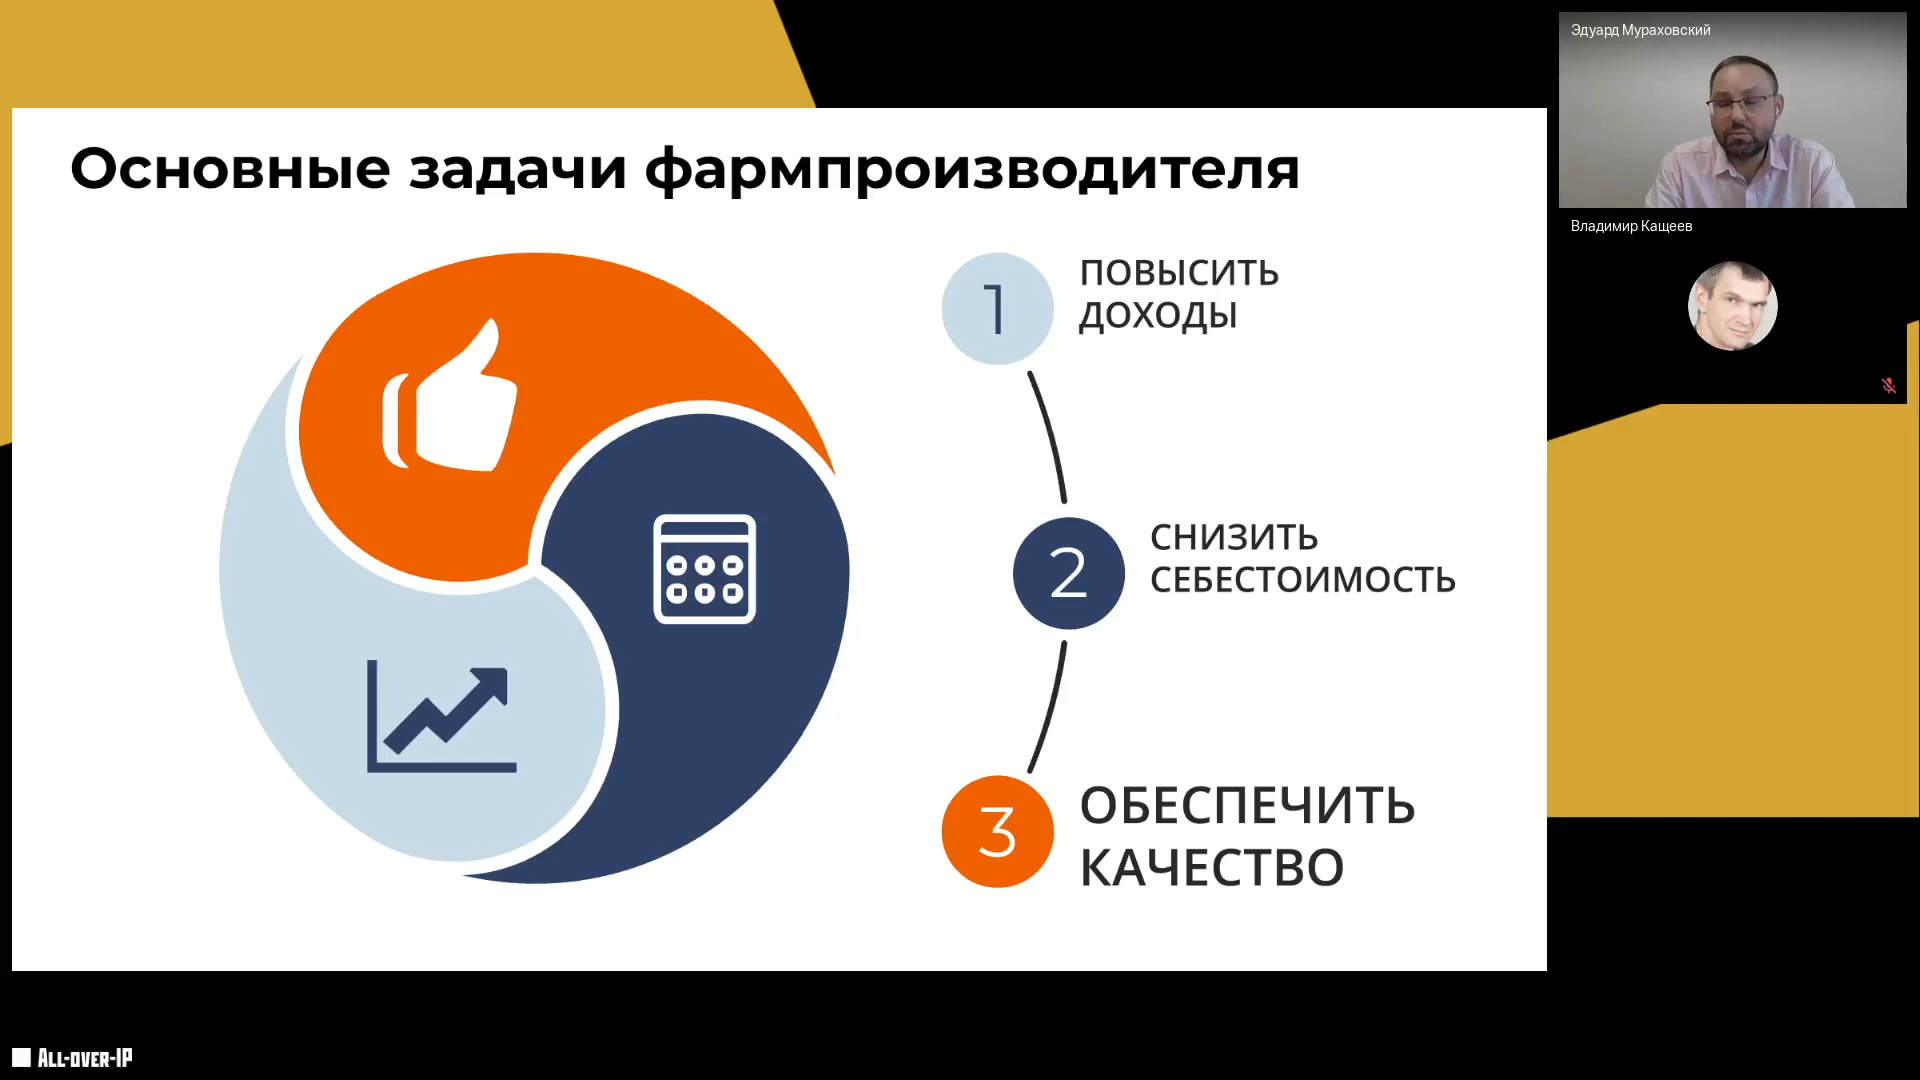 Основные задачи фармпроизводителя
1
ПОВЫСИТЬ
ДОХОДЫ
2
СНИЗИТЬ
СЕБЕСТОИМОСТЬ
3
ОБЕСПЕЧИТЬ
КАЧЕСТВО
Эдуард Мураховский
Владимир Кащеев
ALL-OVER-IP